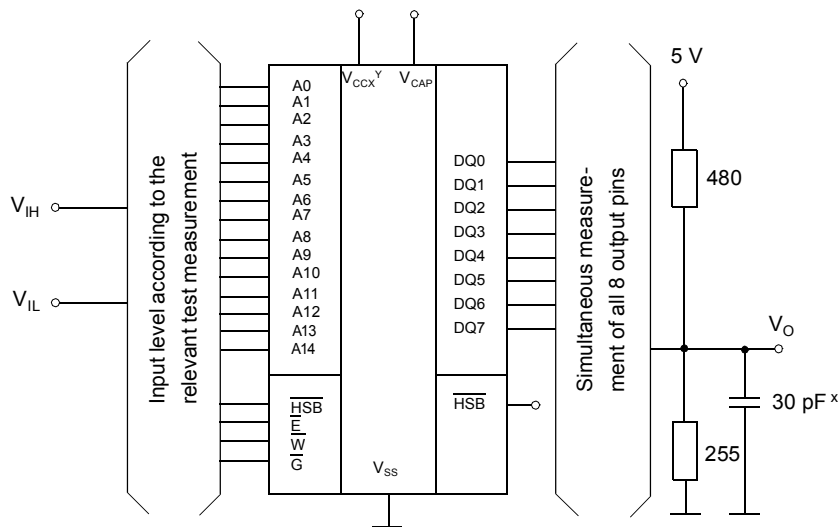 V_IH
V_IL
Input level according to the
relevant test measurement
A0
A1
A2
A3
A4
A5
A6
A7
A8
A9
A10
A11
A12
A13
A14
HSB
E
W
G
V_CCX^Y
V_CAP
V_SS
DQ0
DQ1
DQ2
DQ3
DQ4
DQ5
DQ6
DQ7
HSB
Simultaneous measure-
ment of all 8 output pins
5 V
480
V_O
30 pF ^x
255